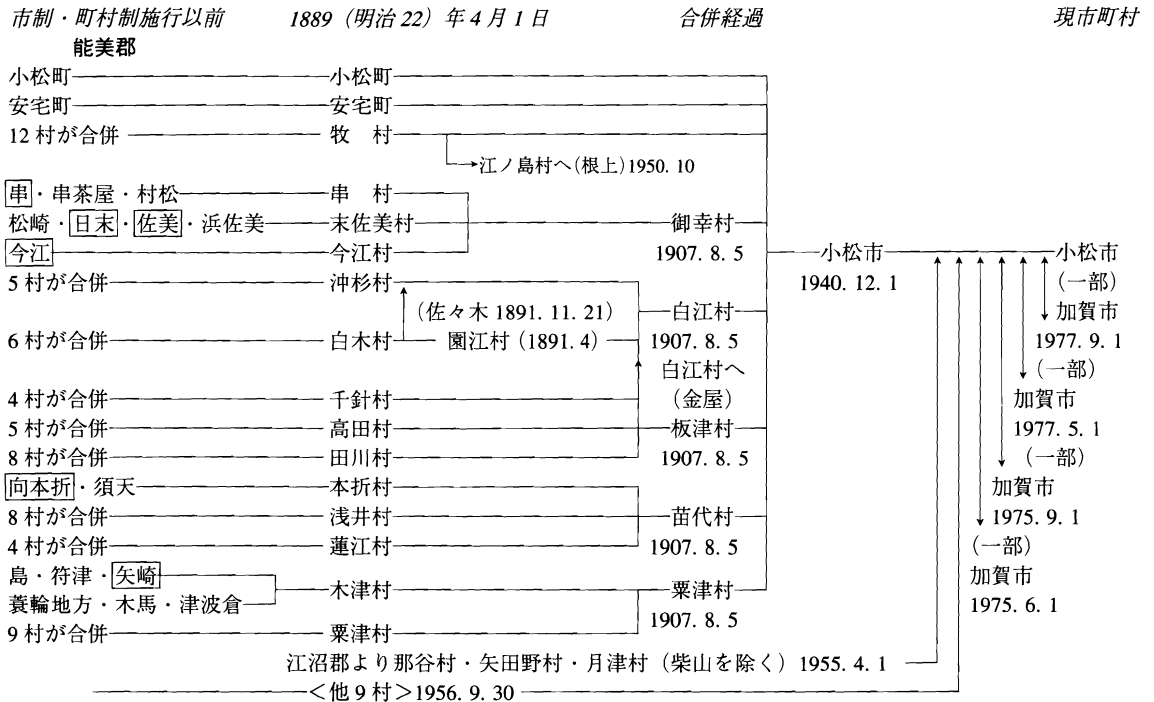 市制・町村制施行以前 1889（明治22）年4月1日 合併経過 現市町村
能美郡
小松町 小松町
安宅町 安宅町
12村が合併 牧 村
江ノ島村へ(根上)1950. 10
串・串茶屋・村松 串 村
松崎・日末・佐美・浜佐美 末佐美村 御幸村
今江 今江村 1907. 8. 5 小松市 小松市
5村が合併 沖杉村 1940. 12. 1 (一部)
(佐々木1891. 11. 21) 白江村 加賀市
6村が合併 白木村 園江村(1891. 4) 1907. 8. 5 1977. 9. 1
白江村へ (一部)
4村が合併 千針村 (金屋) 加賀市
5村が合併 高田村 板津村 1977. 5. 1
8村が合併 田川村 1907. 8. 5 (一部)
向本折・須天 本折村 加賀市
8村が合併 浅井村 苗代村 1975. 9. 1
4村が合併 蓮江村 1907. 8. 5 (一部)
島・符津・矢崎 加賀市
木津村 粟津村
蓑輪地方・木馬・津波倉 1975. 6. 1
1907. 8. 5
9村が合併 粟津村
江沼郡より那谷村・矢田野村・月津村（柴山を除く）1955. 4. 1
＜他9村＞1956. 9. 30